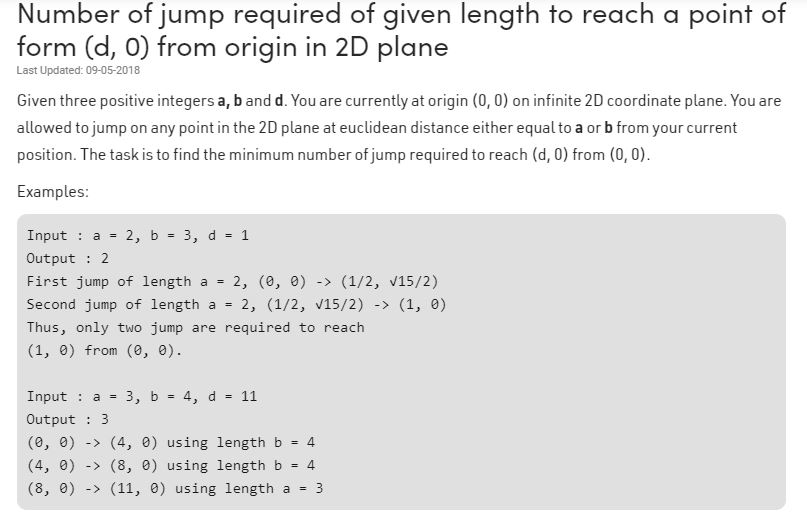 Number of jump required of given length to reach a point of
form (d, 0) from origin in 2D plane
Last Updated: 09-05-2018
Given three positive integers a, b and d. You are currently at origin (0, 0) on infinite 2D coordinate plane. You are
allowed to jump on any point in the 2D plane at euclidean distance either equal to a or b from your current
position. The task is to find the minimum number of jump required to reach (d, 0) from (0, 0).
Examples:
Input : a = 2, b = 3, d = 1
Output : 2
First jump of length a = 2, (0, 0) -> (1/2, √15/2)
Second jump of length a = 2, (1/2, √15/2) -> (1, 0)
Thus, only two jump are required to reach
(1, 0) from (0, 0).
Input : a = 3, b = 4, d = 11
Output : 3
(0, 0) -> (4, 0) using length b = 4
(4, 0) -> (8, 0) using length b = 4
(8, 0) -> (11, 0) using length a = 3